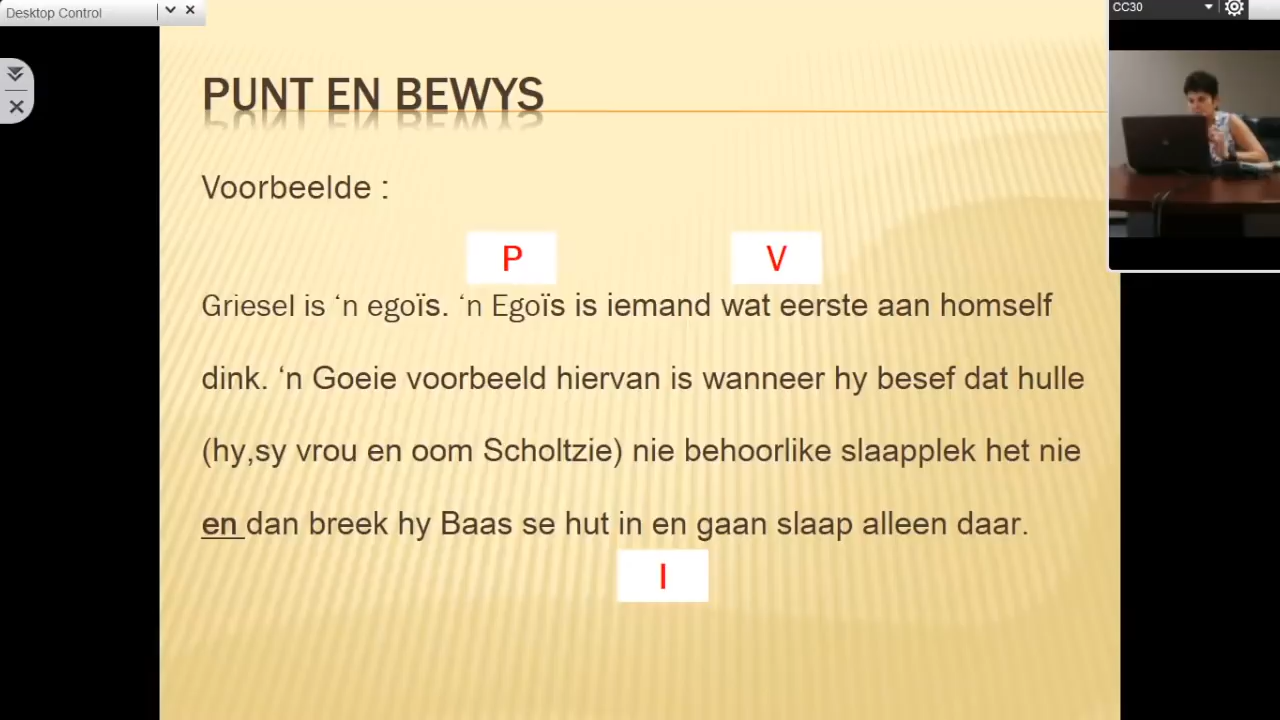 Desktop Control
CC30
PUNT EN BEWYS
Voorbeelde :
P V
Griesel is ‘n egoïs. ‘n Egoïs is iemand wat eerste aan homself
dink. ‘n Goeie voorbeeld hiervan is wanneer hy besef dat hulle
(hy,sy vrou en oom Scholtzie) nie behoorlike slaapplek het nie
en dan breek hy Baas se hut in en gaan slaap alleen daar.
I